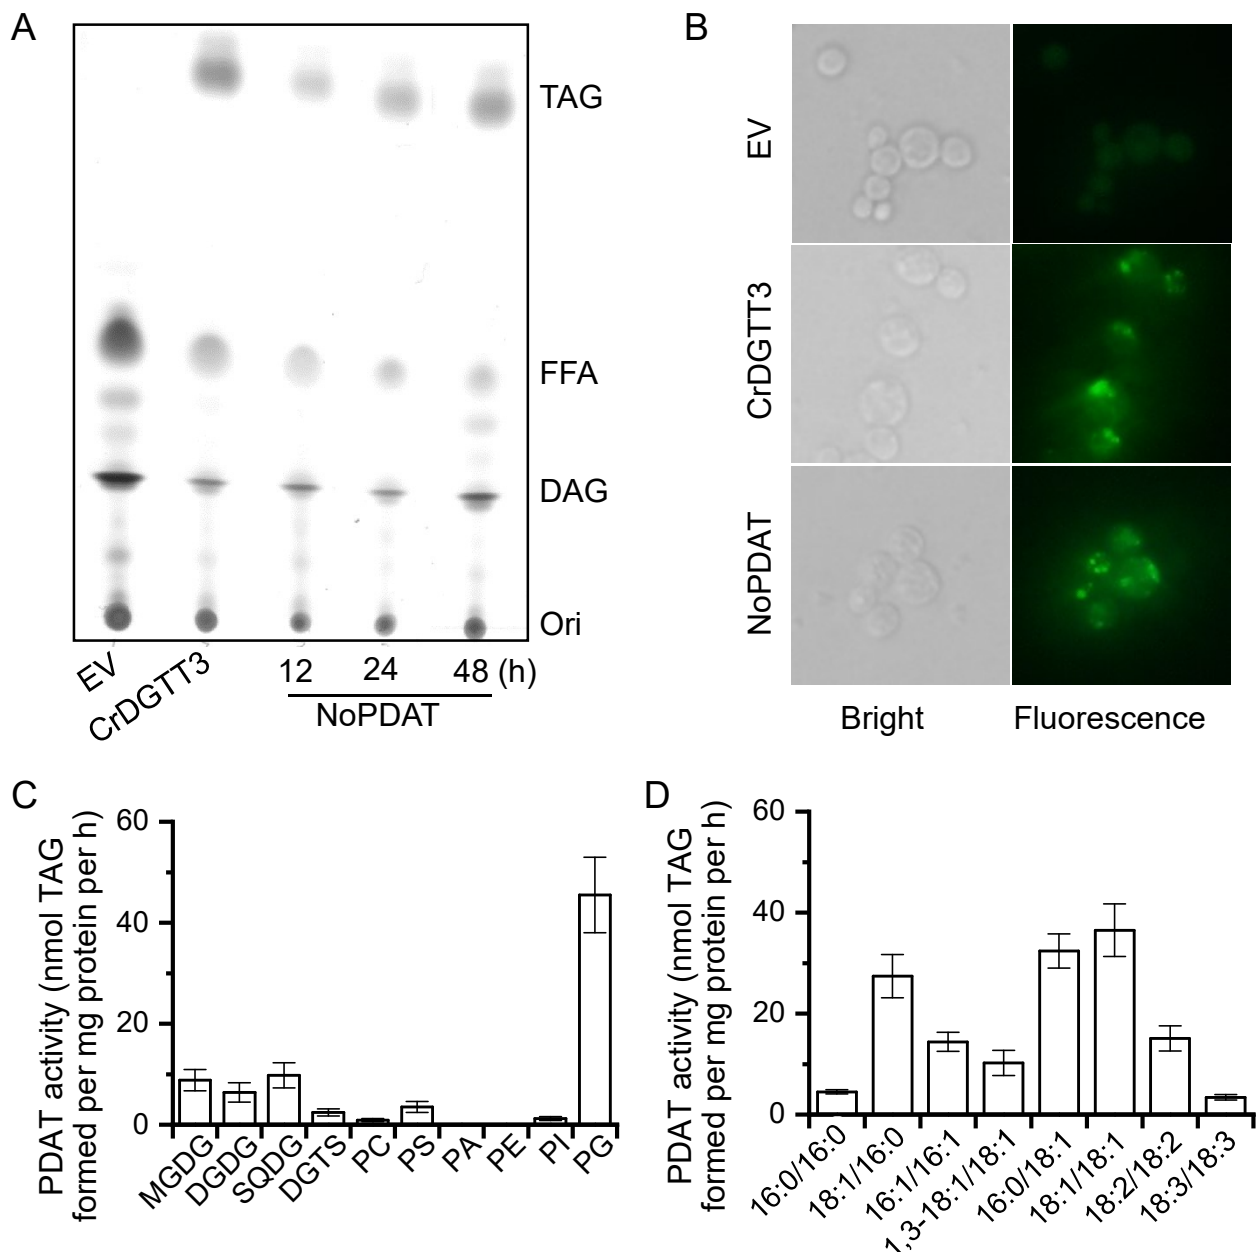 A
TAG
FFA
DAG
Ori
EV
CrDGTT3
12
24
48 (h)
NoPDAT
B
EV
CrDGTT3
NoPDAT
Bright
Fluorescence
C
PDAT activity (nmol TAG
formed per mg protein per h)
60
40
20
0
MGDG
DGDG
SQDG
DGTS
PC
PS
PA
PE
PI
PG
D
PDAT activity (nmol TAG
formed per mg protein per h)
60
40
20
0
16:0/16:0
18:1/16:0
16:1/16:1
1,3-18:1/18:1
16:0/18:1
18:1/18:1
18:2/18:2
18:3/18:3